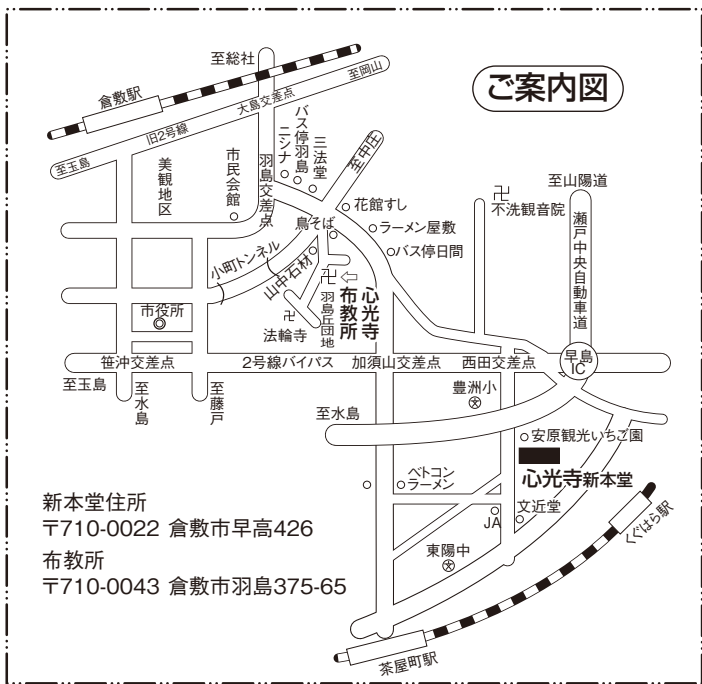 ご案内図
至総社
至岡山
倉敷駅
大島交差点
旧2号線
至玉島
美観地区
市民会館
羽島交差点
ニシナ
バス停羽島
三法堂
至中庄
花館すし
ラーメン屋敷
バス停日間
鳥そば
小町トンネル
山中石材
不洗観音院
至山陽道
瀬戸中央自動車道
市役所
法輪寺
羽島丘団地
心光寺
布教所
笹沖交差点
2号線バイパス
加須山交差点
西田交差点
早島
IC
至玉島
至水島
至藤戸
豊洲小
至水島
安原観光いちご園
心光寺新本堂
ベトコン
ラーメン
JA
文近堂
東陽中
くぐはら駅
茶屋町駅
新本堂住所
〒710-0022 倉敷市早高426
布教所
〒710-0043 倉敷市羽島375-65